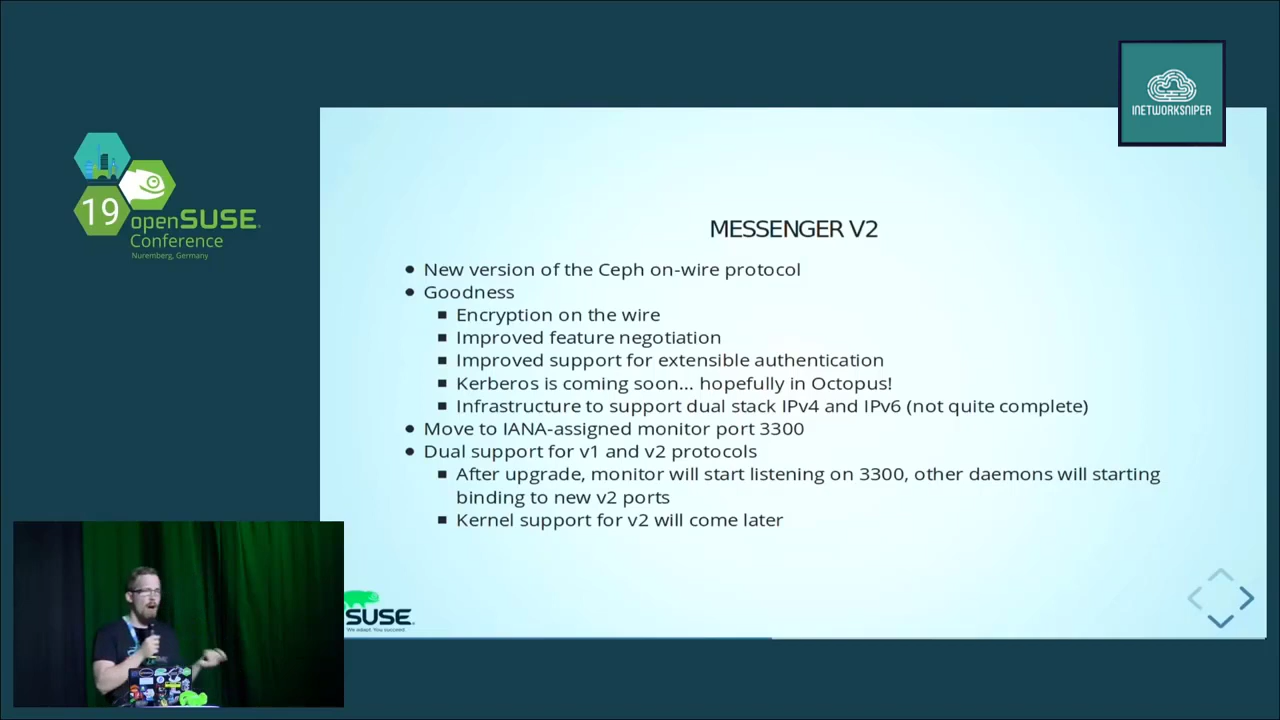 INETWORKSNIPER
19
openSUSE
Conference
Nuremberg, Germany
MESSENGER V2
• New version of the Ceph on-wire protocol
• Goodness
▪ Encryption on the wire
▪ Improved feature negotiation
▪ Improved support for extensible authentication
▪ Kerberos is coming soon... hopefully in Octopus!
▪ Infrastructure to support dual stack IPv4 and IPv6 (not quite complete)
• Move to IANA-assigned monitor port 3300
• Dual support for v1 and v2 protocols
▪ After upgrade, monitor will start listening on 3300, other daemons will starting
binding to new v2 ports
▪ Kernel support for v2 will come later
SUSE
We adapt. You succeed.